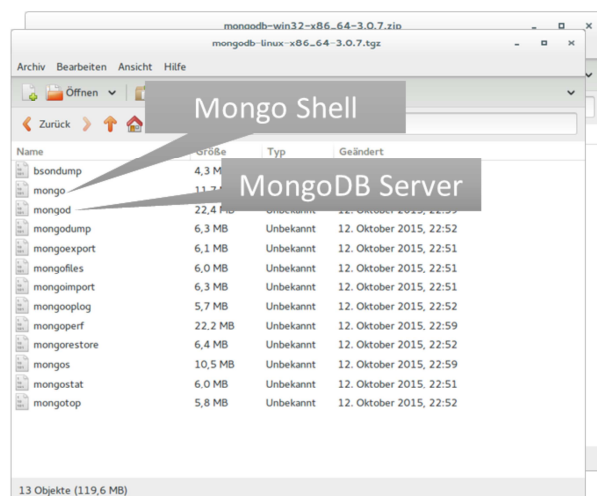 mongodb-win32-x86_64-3.0.7.zip
mongodb-linux-x86_64-3.0.7.tgz
Archiv Bearbeiten Ansicht Hilfe
Öffnen
Mongo Shell
Zurück
Name Größe Typ Geändert
bsondump 4,3 M
MongoDB Server
mongo 11,7
mongod 22,4 MB Unbekannt 12. Oktober 2015, 22:59
mongodump 6,3 MB Unbekannt 12. Oktober 2015, 22:52
mongoexport 6,1 MB Unbekannt 12. Oktober 2015, 22:51
mongofiles 6,0 MB Unbekannt 12. Oktober 2015, 22:51
mongoimport 6,3 MB Unbekannt 12. Oktober 2015, 22:51
mongooplog 5,7 MB Unbekannt 12. Oktober 2015, 22:52
mongoperf 22,2 MB Unbekannt 12. Oktober 2015, 22:59
mongorestore 6,4 MB Unbekannt 12. Oktober 2015, 22:52
mongos 10,5 MB Unbekannt 12. Oktober 2015, 22:59
mongostat 6,0 MB Unbekannt 12. Oktober 2015, 22:51
mongotop 5,8 MB Unbekannt 12. Oktober 2015, 22:52
13 Objekte (119,6 MB)